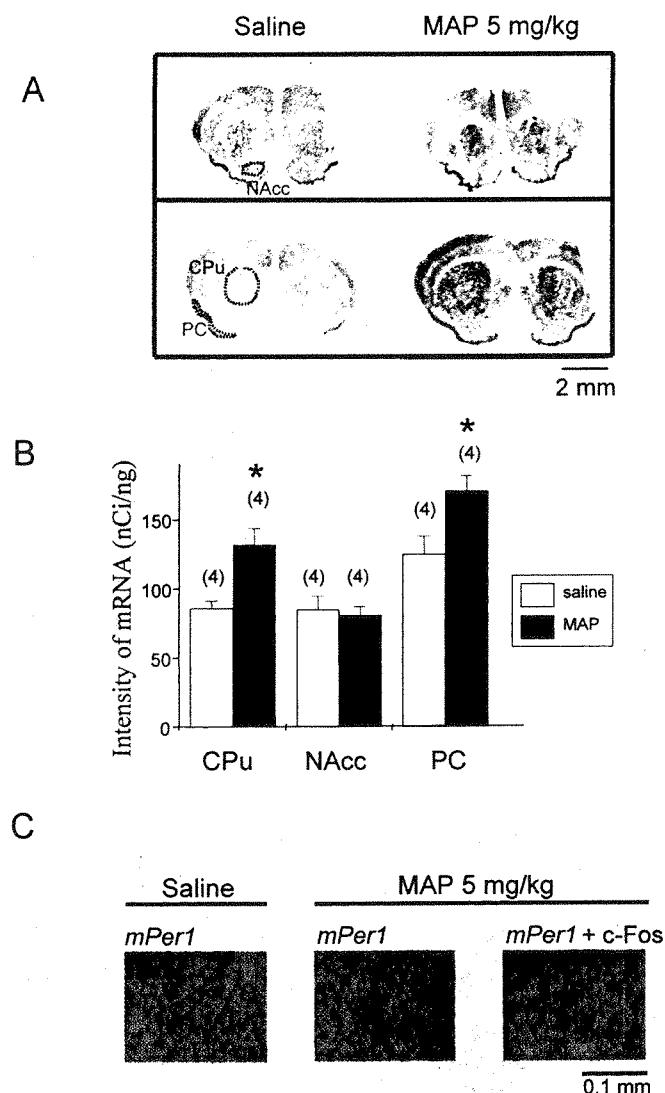 Saline MAP 5 mg/kg
A
NAcc
CPu
PC
2 mm
B
Intensity of mRNA (nCi/ng)
150
100
50
0
(4)
*
(4)
(4)
(4)
(4)
*
(4)
saline
MAP
CPu NAcc PC
C
Saline MAP 5 mg/kg
mPer1 mPer1 mPer1 + c-Fos
0.1 mm